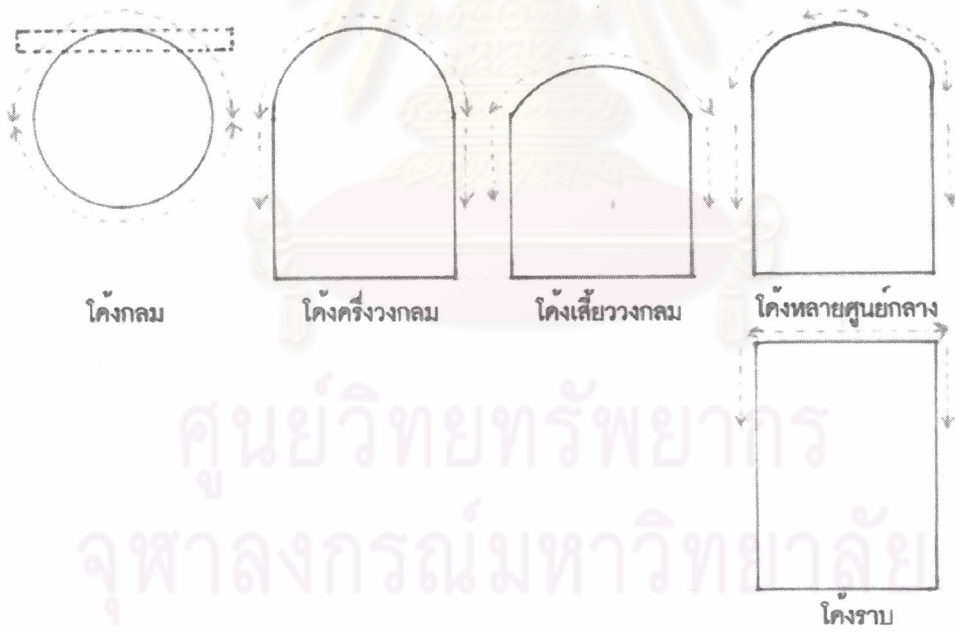 โค้งกลม
โค้งครึ่งวงกลม
โค้งเสี้ยววงกลม
โค้งหลายศูนย์กลาง
โค้งราบ
ศูนย์วิทยทรัพยากร
จุฬาลงกรณ์มหาวิทยาลัย